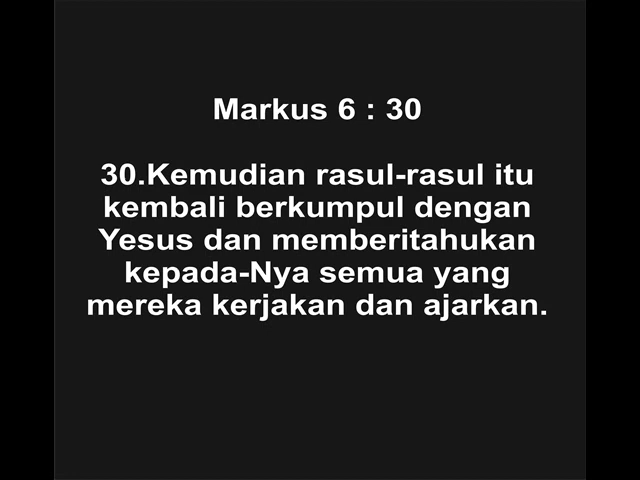 Markus 6 : 30
30.Kemudian rasul-rasul itu
kembali berkumpul dengan
Yesus dan memberitahukan
kepada-Nya semua yang
mereka kerjakan dan ajarkan.